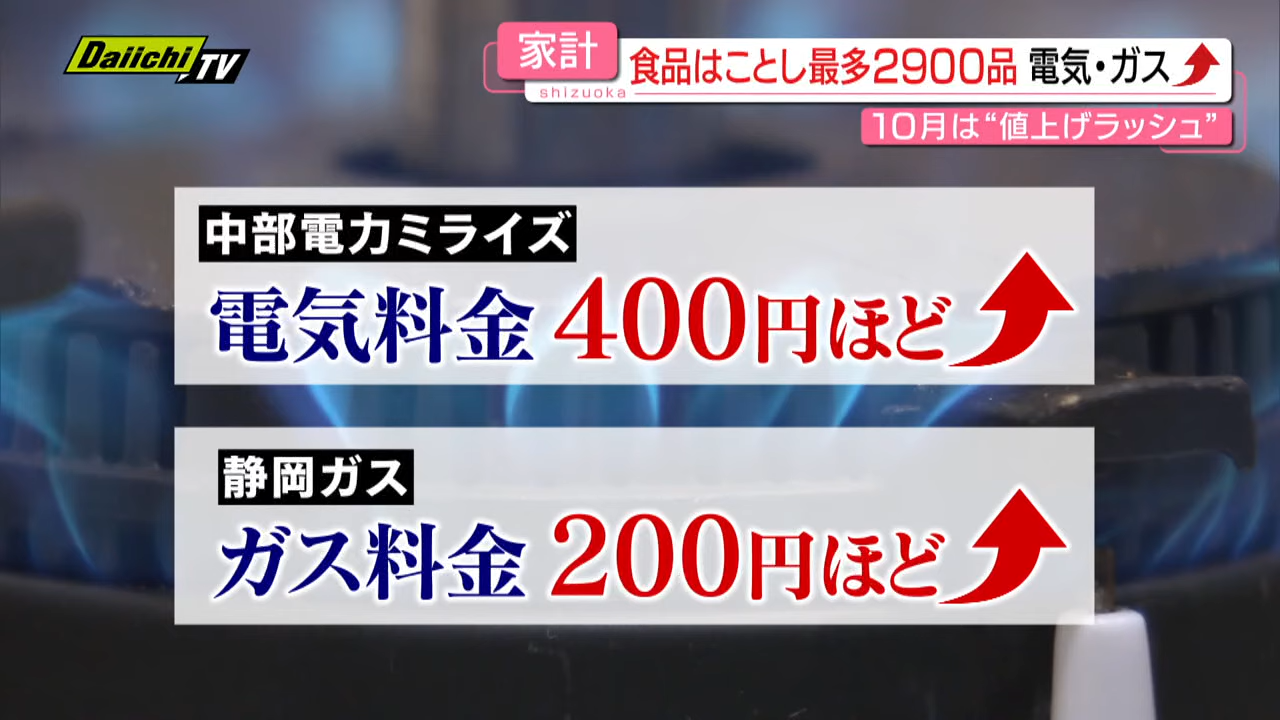 Daiichi-TV
家計
shizuoka
食品はことし最多2900品 電気・ガス
10月は“値上げラッシュ”
中部電力ミライズ
電気料金 400円ほど
静岡ガス
ガス料金 200円ほど